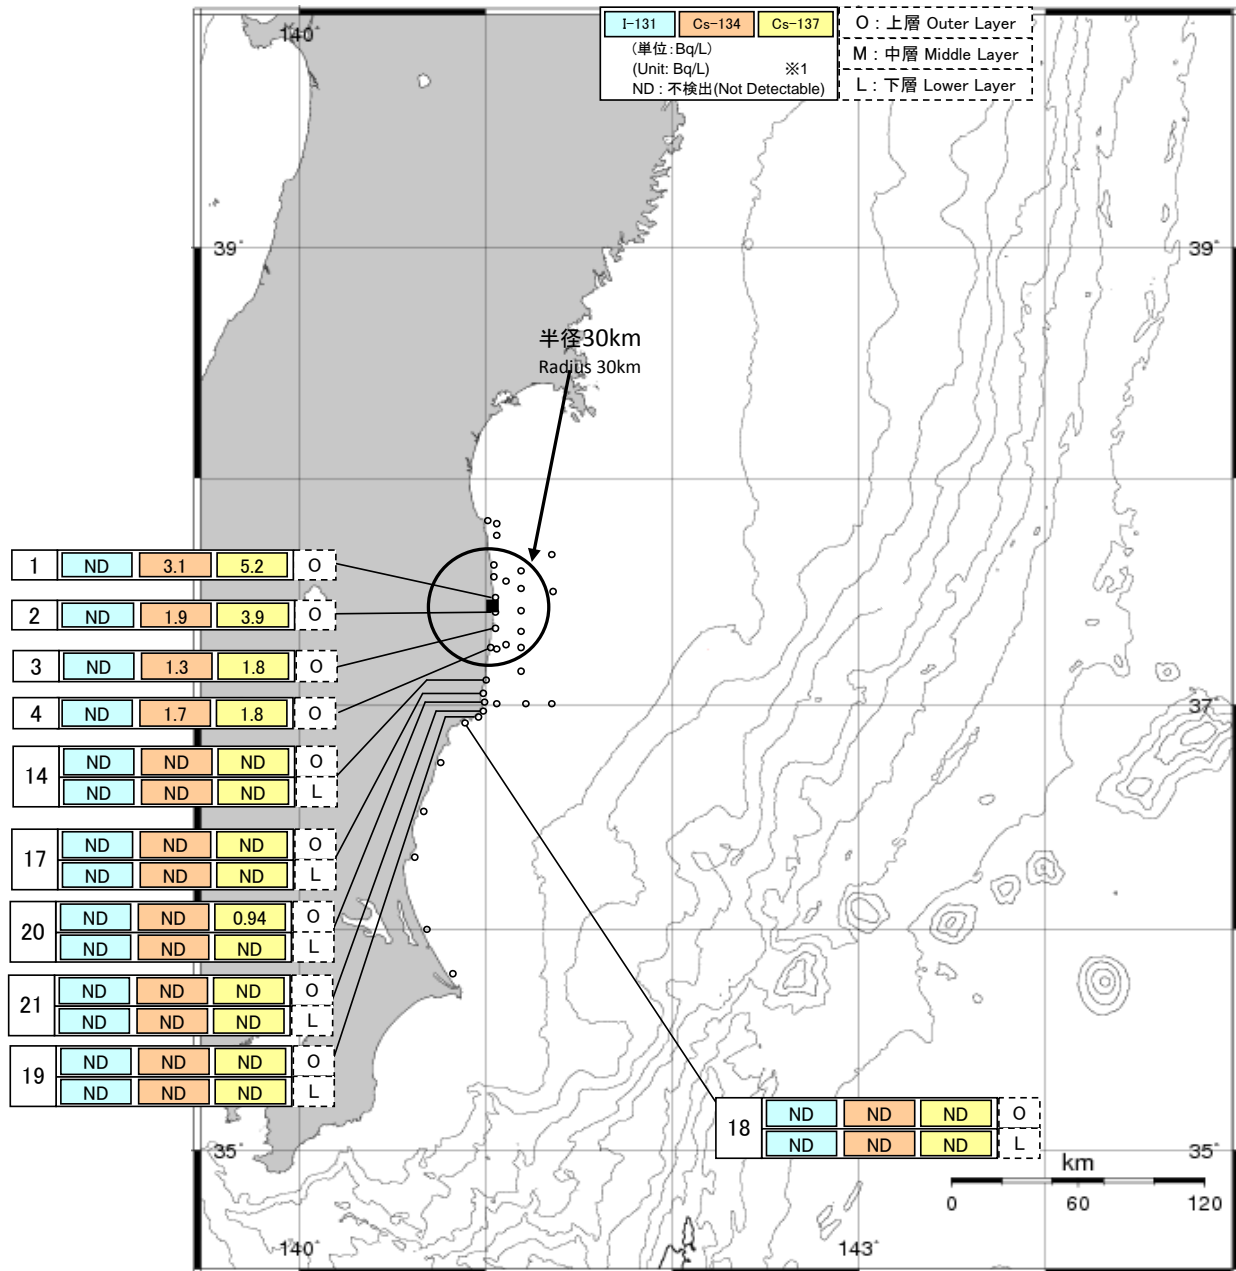 I-131 Cs-134 Cs-137
(単位:Bq/L)
(Unit: Bq/L) ※1
ND : 不検出(Not Detectable)
O : 上層 Outer Layer
M : 中層 Middle Layer
L : 下層 Lower Layer
140°
39° 39°
半径30km
Radius 30km
1 ND 3.1 5.2 O
2 ND 1.9 3.9 O
3 ND 1.3 1.8 O
4 ND 1.7 1.8 O
37°
14 ND ND ND O
ND ND ND L
17 ND ND ND O
ND ND ND L
20 ND ND 0.94 O
ND ND ND L
21 ND ND ND O
ND ND ND L
19 ND ND ND O
ND ND ND L
18 ND ND ND O
ND ND ND L
35°
km
0 60 120
140° 143°